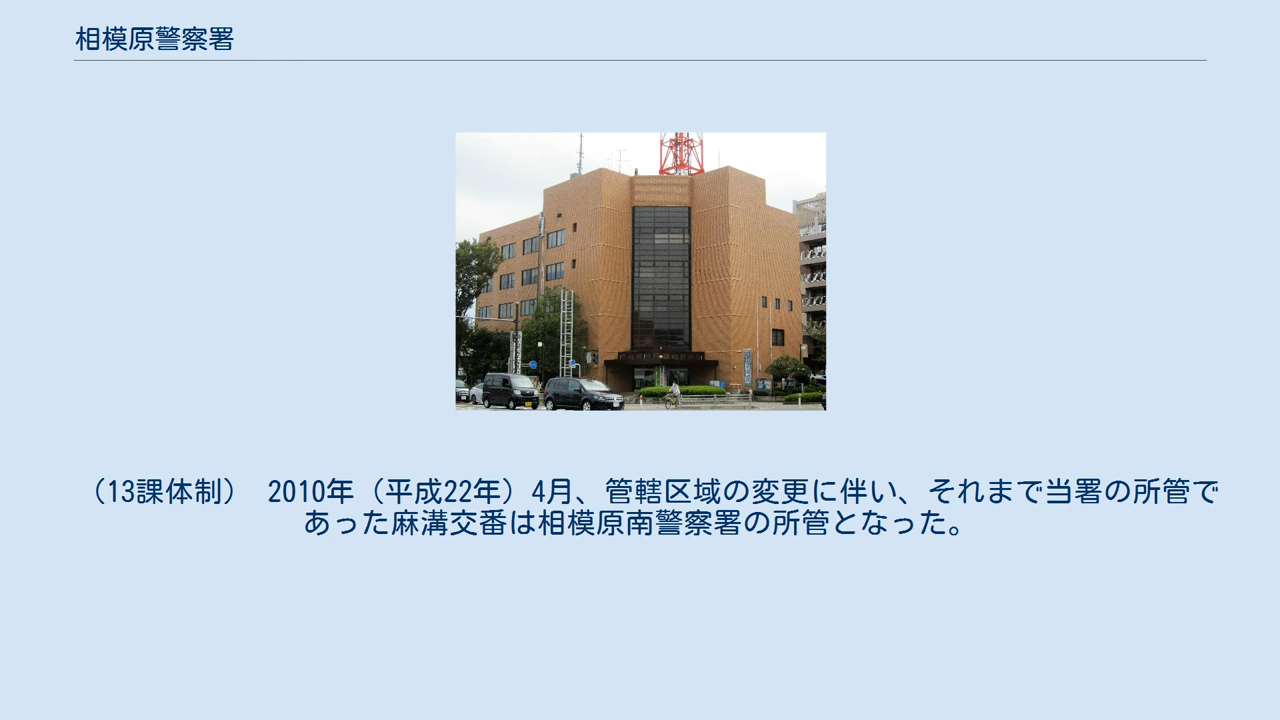 相模原警察署
（13課体制）　2010年（平成22年）4月、管轄区域の変更に伴い、それまで当署の所管で
あった麻溝交番は相模原南警察署の所管となった。